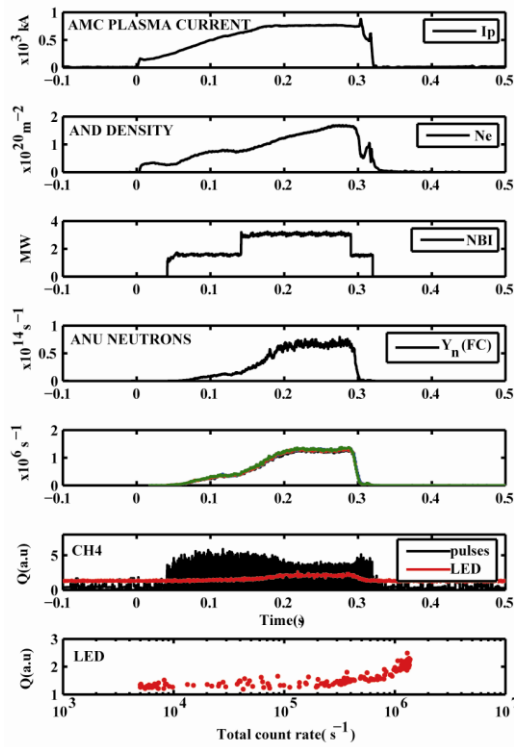 AMC PLASMA CURRENT
Ip
x10³ kA
1
0.5
0
−0.1 0 0.1 0.2 0.3 0.4 0.5
AND DENSITY
Ne
x10²⁰m⁻²
2
1
0
−0.1 0 0.1 0.2 0.3 0.4 0.5
NBI
MW
4
2
0
−0.1 0 0.1 0.2 0.3 0.4 0.5
ANU NEUTRONS
Y_n (FC)
x10¹⁴s⁻¹
1
0.5
0
−0.1 0 0.1 0.2 0.3 0.4 0.5
x10⁶ s⁻¹
2
1
0
−0.1 0 0.1 0.2 0.3 0.4 0.5
CH4
pulses
LED
Q(a.u)
5
0
−0.1 0 0.1 0.2 0.3 0.4 0.5
Time(s)
LED
Q(a.u)
3
2
1
10³ 10⁴ 10⁵ 10⁶
Total count rate( s⁻¹)